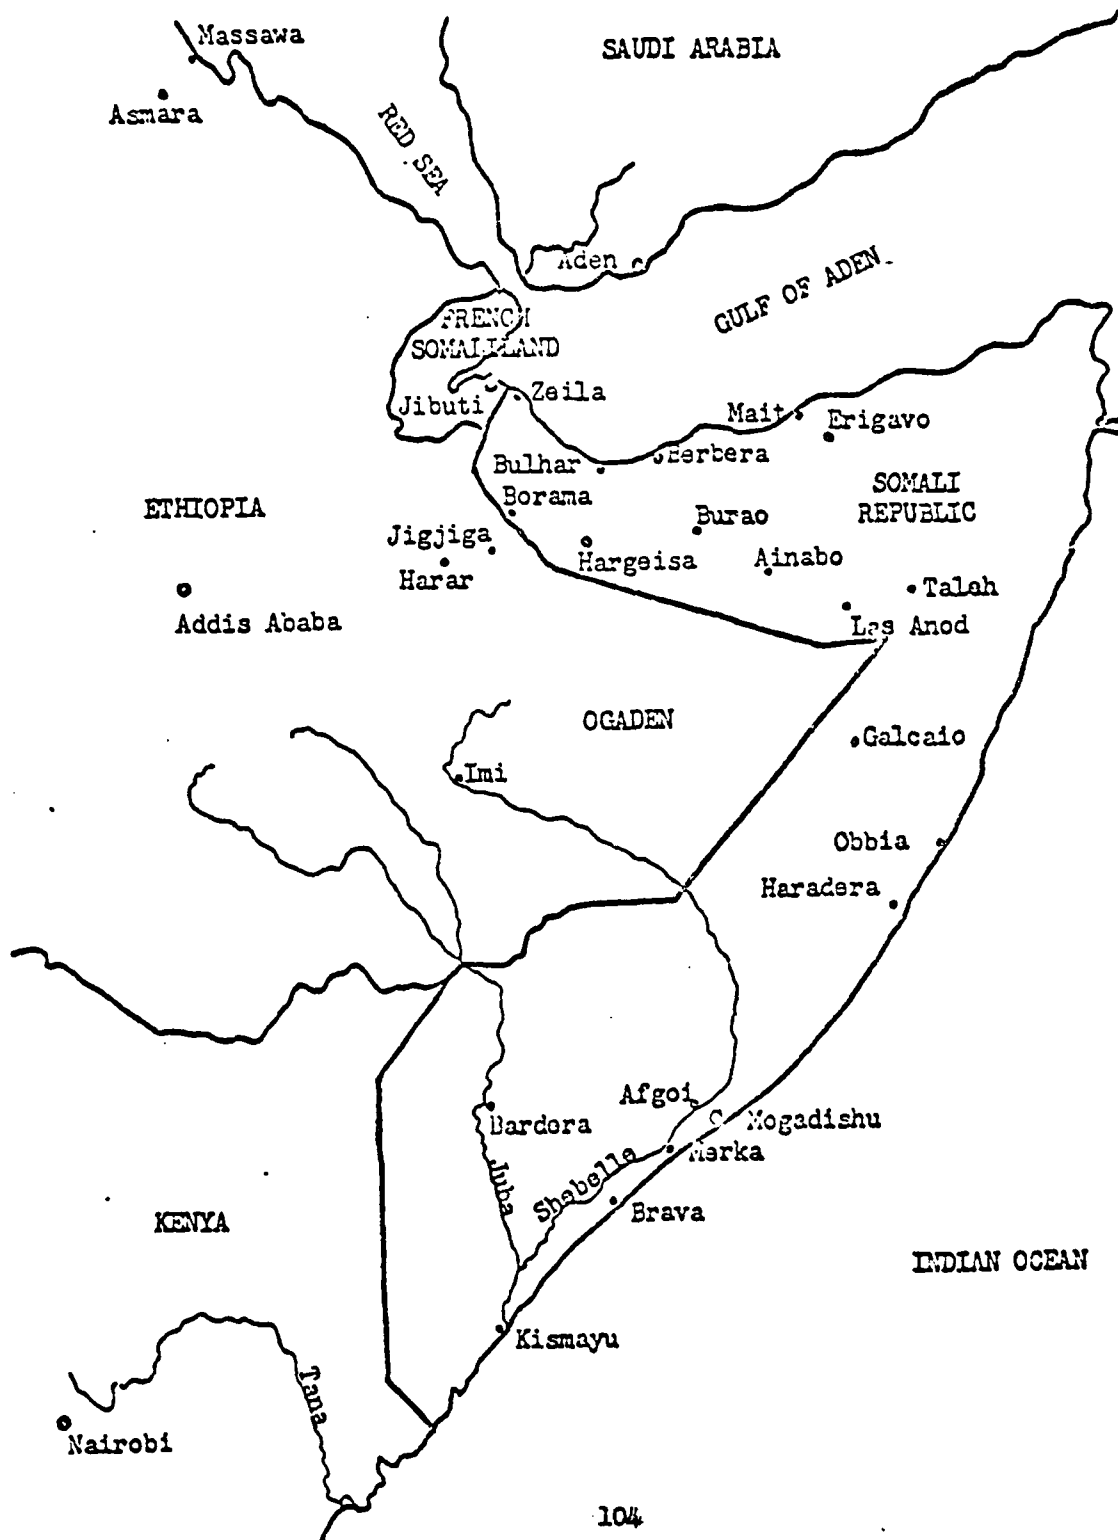 Massawa
SAUDI ARABIA
Asmara
RED SEA
Aden
GULF OF ADEN
FRENCH
SOMALILAND
Jibuti
Zeila
Mait
Erigavo
Bulhar
Berbera
SOMALI
REPUBLIC
ETHIOPIA
Borama
Burao
Jigjiga
Harar
Hargeisa
Ainabo
Taleh
Addis Ababa
Las Anod
OGADEN
Galcaio
Imi
Obbia
Haradera
Afgoi
Bardera
Mogadishu
Merka
Juba
Shebelle
Brava
KENYA
INDIAN OCEAN
Kismayu
Tana
Nairobi
104